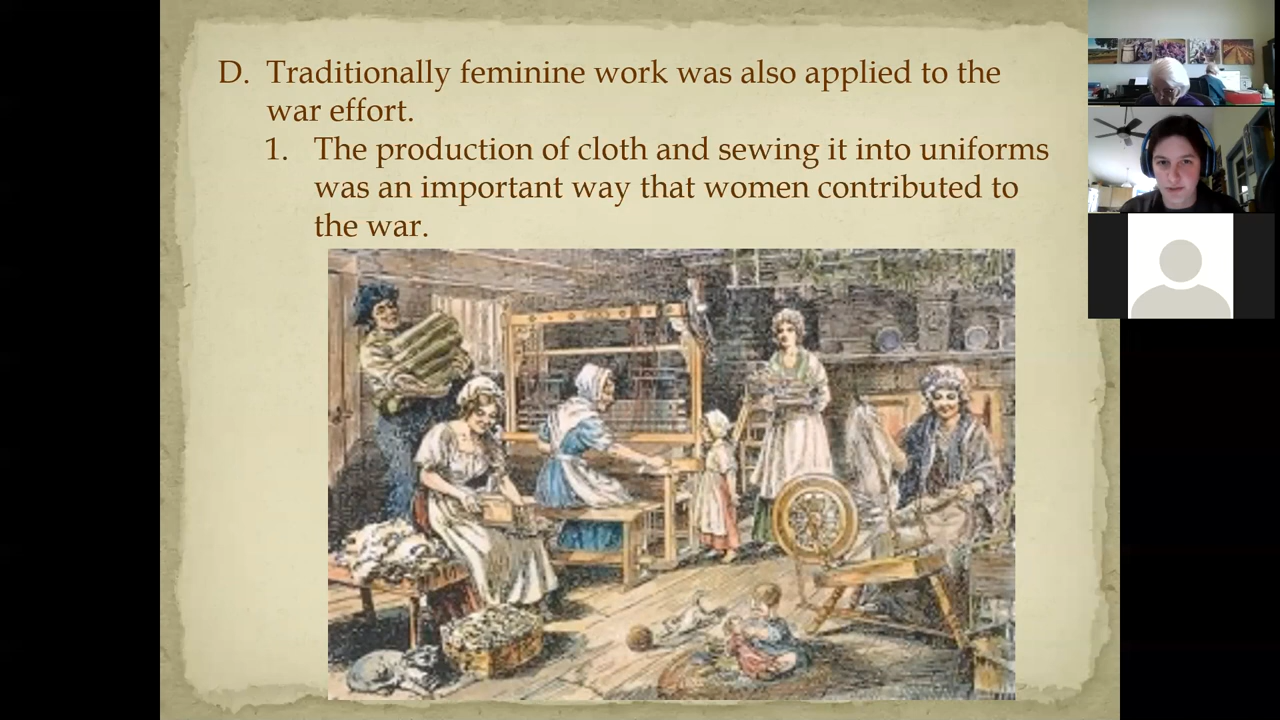 D. Traditionally feminine work was also applied to the
war effort.
1. The production of cloth and sewing it into uniforms
was an important way that women contributed to
the war.